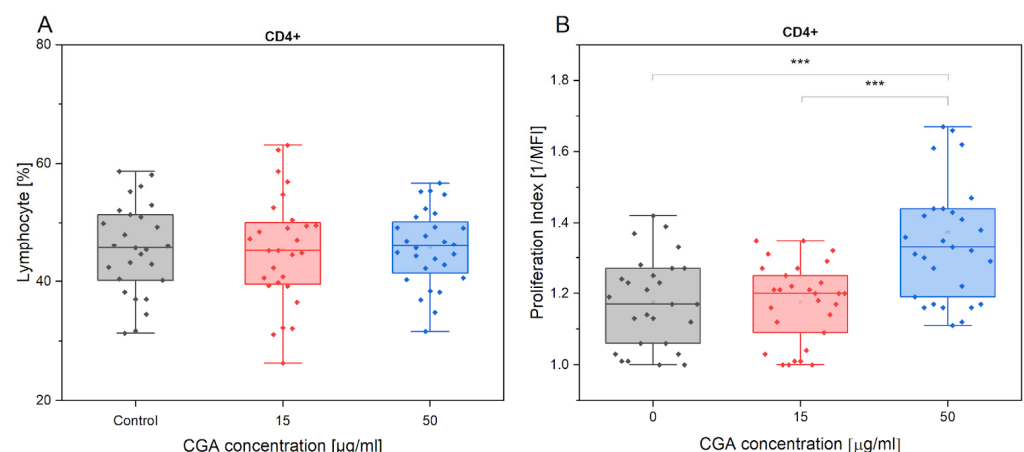 A
CD4+
Lymphocyte [%]
80
60
40
20
Control
15
50
CGA concentration [µg/ml]
B
CD4+
Proliferation Index [1/MFI]
1.8
1.6
1.4
1.2
1.0
***
***
0
15
50
CGA concentration [µg/ml]